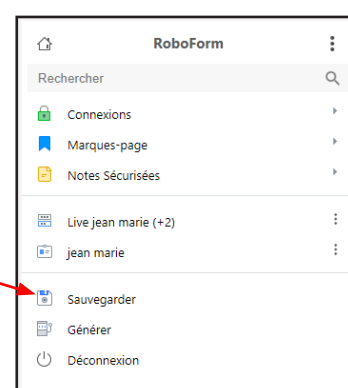 RoboForm
Rechercher
Connexions
Marques-page
Notes Sécurisées
Live jean marie (+2)
jean marie
Sauvegarder
Générer
Déconnexion